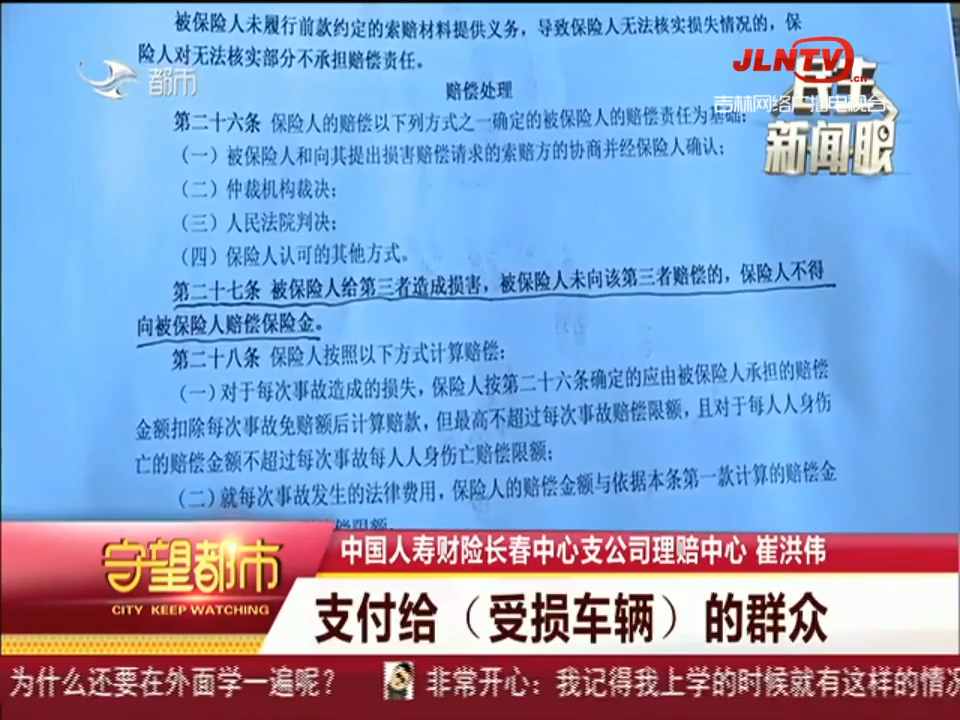 被保险人未履行前款约定的索赔材料提供义务，导致保险人无法核实损失情况的，保
险人对无法核实部分不承担赔偿责任。
JLNTV
.cn
都市
吉林网络广播电视台
新闻眼
赔偿处理
第二十六条 保险人的赔偿以下列方式之一确定的被保险人的赔偿责任为基础：
（一）被保险人和向其提出损害赔偿请求的索赔方的协商并经保险人确认；
（二）仲裁机构裁决；
（三）人民法院判决；
（四）保险人认可的其他方式。
第二十七条 被保险人给第三者造成损害，被保险人未向该第三者赔偿的，保险人不得
向被保险人赔偿保险金。
第二十八条 保险人按照以下方式计算赔偿：
（一）对于每次事故造成的损失，保险人按第二十六条确定的应由被保险人承担的赔偿
金额扣除每次事故免赔额后计算赔款，但最高不超过每次事故赔偿限额，且对于每人人身伤
亡的赔偿金额不超过每次事故每人人身伤亡赔偿限额；
（二）就每次事故发生的法律费用，保险人的赔偿金额与依据本条第一款计算的赔偿金
守望都市
CITY KEEP WATCHING
中国人寿财险长春中心支公司理赔中心 崔洪伟
支付给（受损车辆）的群众
为什么还要在外面学一遍呢？ 非常开心：我记得我上学的时候就有这样的情况